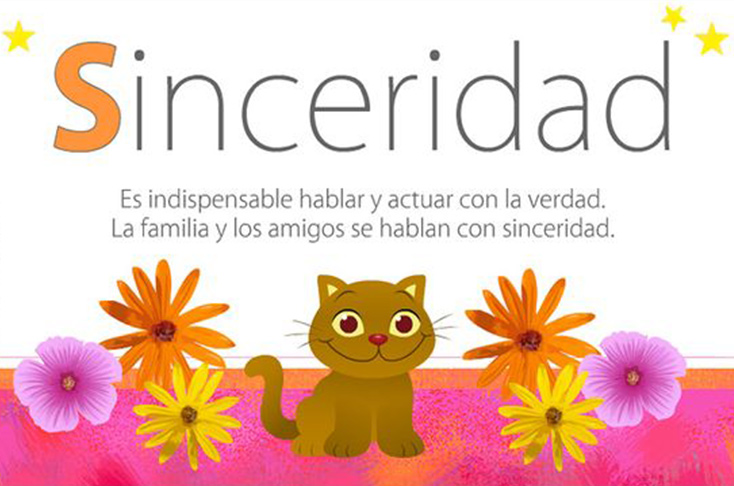 Sinceridad
Es indispensable hablar y actuar con la verdad.
La familia y los amigos se hablan con sinceridad.